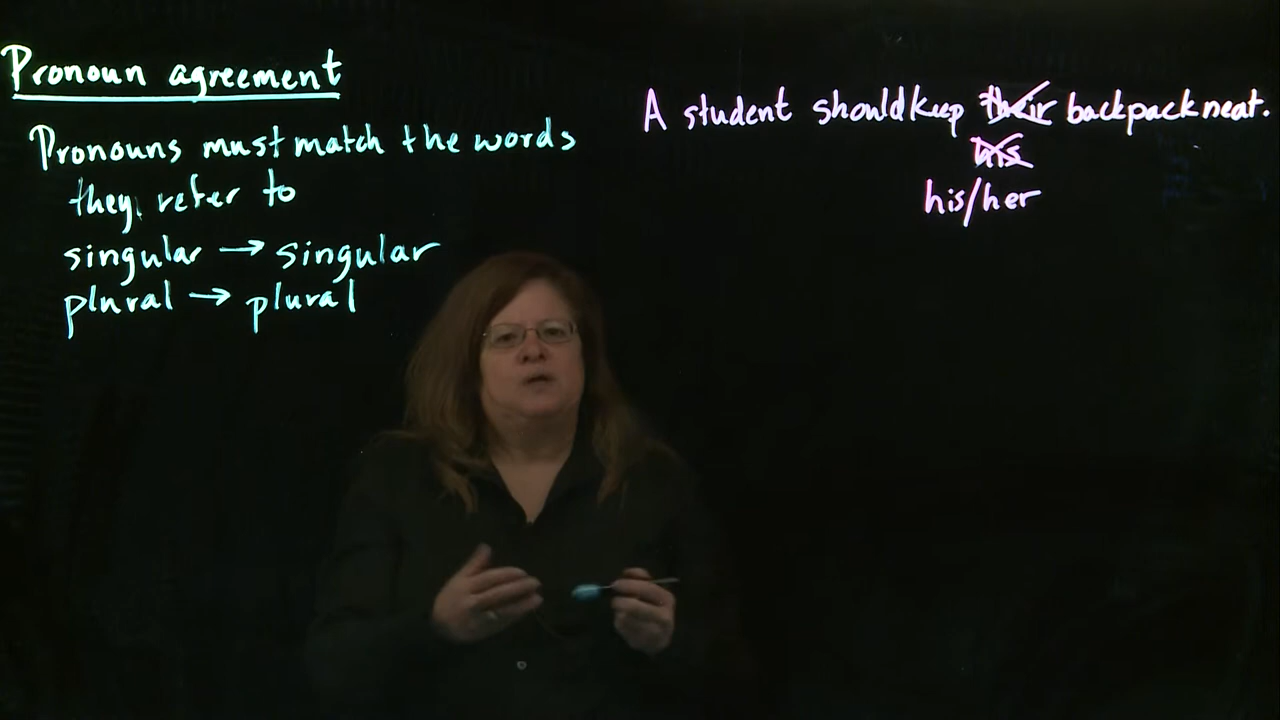 Pronoun agreement
Pronouns must match the words
they refer to
singular → singular
plural → plural
A student should keep their backpack neat.
his
his/her